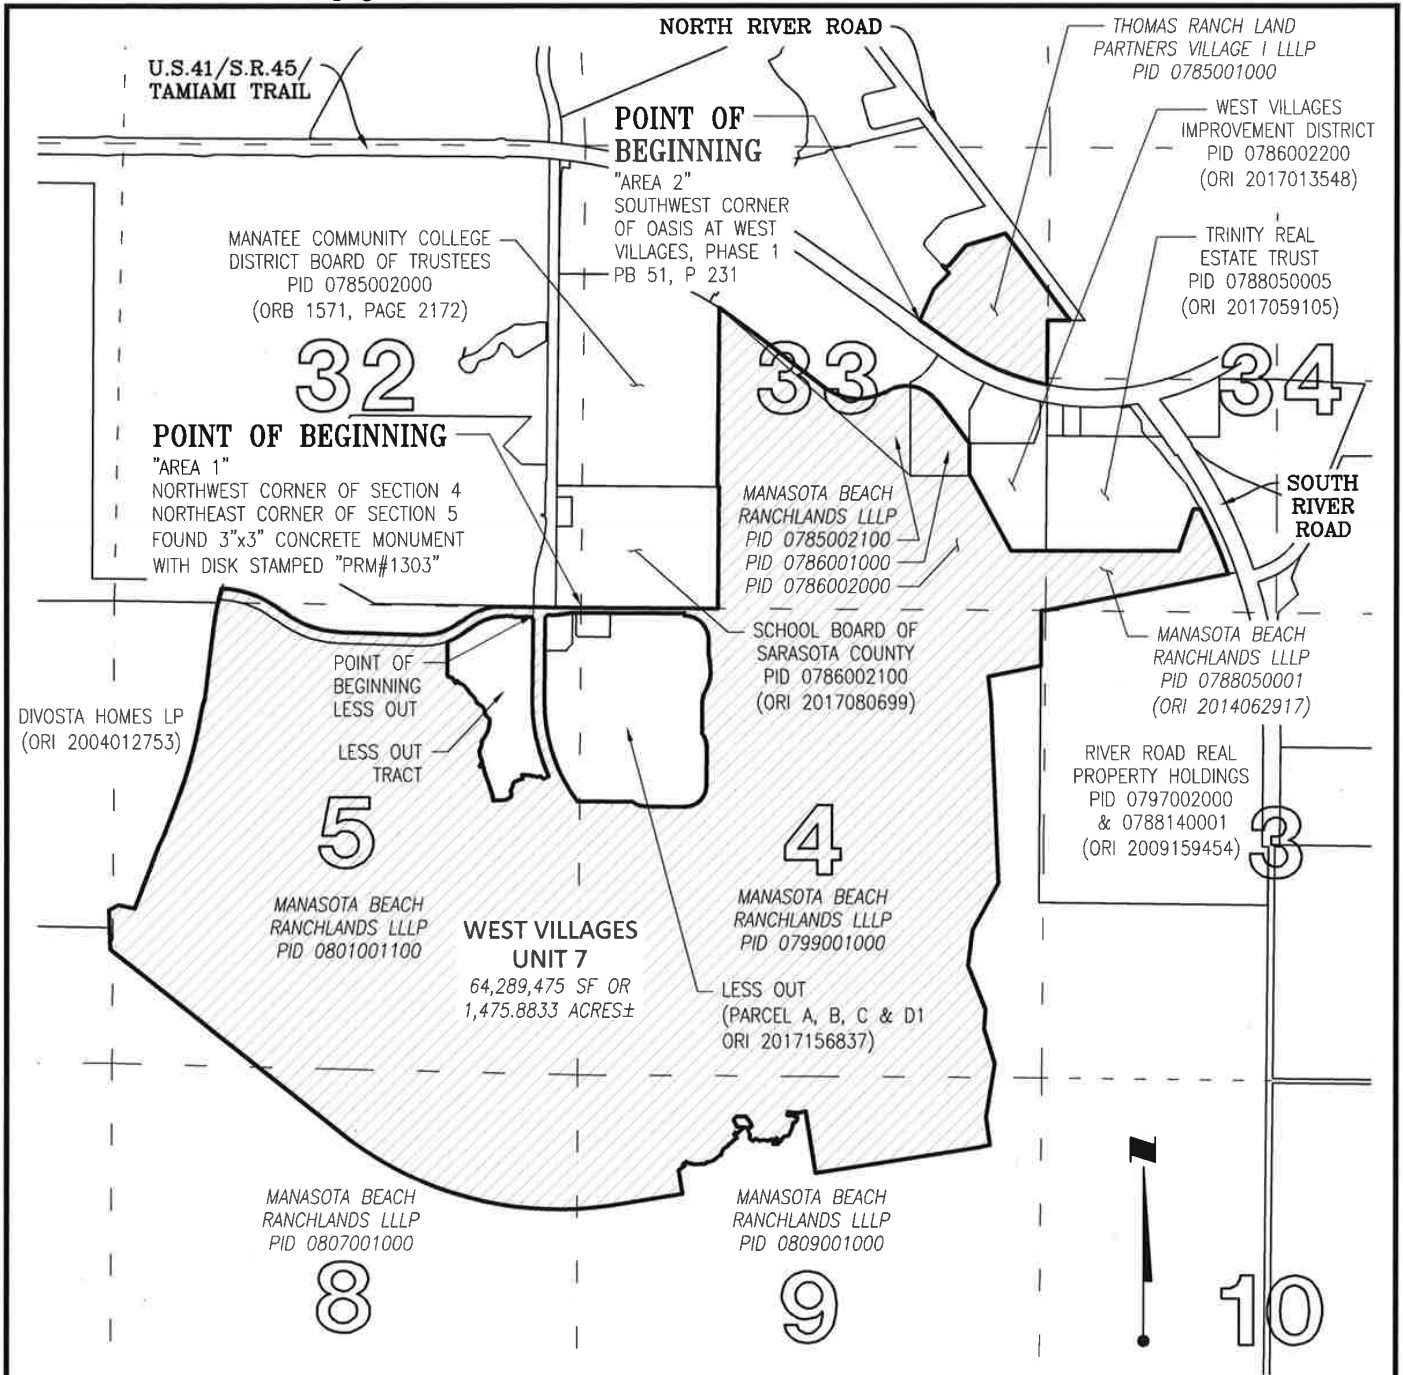 NORTH RIVER ROAD
THOMAS RANCH LAND
PARTNERS VILLAGE I LLLP
PID 0785001000
U.S.41/S.R.45/
TAMIAMI TRAIL
POINT OF
BEGINNING
"AREA 2"
SOUTHWEST CORNER
OF OASIS AT WEST
VILLAGES, PHASE 1
PB 51, P 231
WEST VILLAGES
IMPROVEMENT DISTRICT
PID 0786002200
(ORI 2017013548)
MANATEE COMMUNITY COLLEGE
DISTRICT BOARD OF TRUSTEES
PID 0785002000
(ORB 1571, PAGE 2172)
TRINITY REAL
ESTATE TRUST
PID 0788050005
(ORI 2017059105)
32
33
34
POINT OF BEGINNING
"AREA 1"
NORTHWEST CORNER OF SECTION 4
NORTHEAST CORNER OF SECTION 5
FOUND 3"x3" CONCRETE MONUMENT
WITH DISK STAMPED "PRM#1303"
MANASOTA BEACH
RANCHLANDS LLLP
PID 0785002100
PID 0786001000
PID 0786002000
SOUTH
RIVER
ROAD
SCHOOL BOARD OF
SARASOTA COUNTY
PID 0786002100
(ORI 2017080699)
MANASOTA BEACH
RANCHLANDS LLLP
PID 0788050001
(ORI 2014062917)
POINT OF
BEGINNING
LESS OUT
DIVOSTA HOMES LP
(ORI 2004012753)
LESS OUT
TRACT
RIVER ROAD REAL
PROPERTY HOLDINGS
PID 0797002000
& 0788140001
(ORI 2009159454)
5
4
3
MANASOTA BEACH
RANCHLANDS LLLP
PID 0801001100
WEST VILLAGES
UNIT 7
64,289,475 SF OR
1,475.8833 ACRES±
MANASOTA BEACH
RANCHLANDS LLLP
PID 0799001000
LESS OUT
(PARCEL A, B, C & D1
ORI 2017156837)
MANASOTA BEACH
RANCHLANDS LLLP
PID 0807001000
MANASOTA BEACH
RANCHLANDS LLLP
PID 0809001000
N
8
9
10